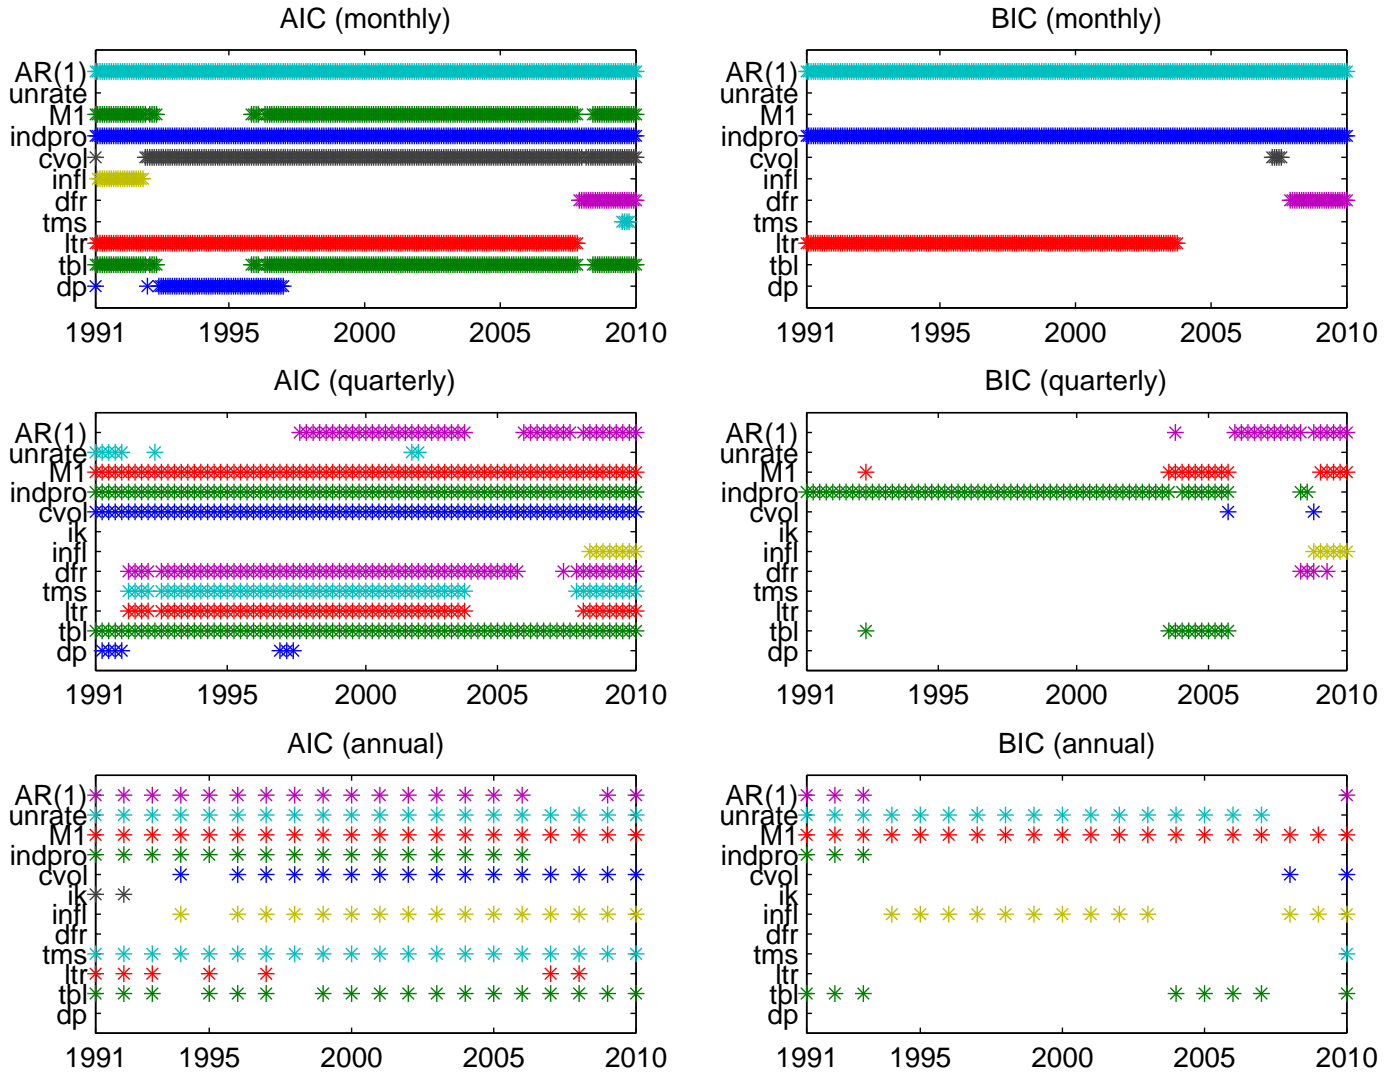 AIC (monthly)
AR(1)
unrate
M1
indpro
cvol
infl
dfr
tms
ltr
tbl
dp
1991 1995 2000 2005 2010
BIC (monthly)
AR(1)
unrate
M1
indpro
cvol
infl
dfr
tms
ltr
tbl
dp
1991 1995 2000 2005 2010
AIC (quarterly)
AR(1)
unrate
M1
indpro
cvol
ik
infl
dfr
tms
ltr
tbl
dp
1991 1995 2000 2005 2010
BIC (quarterly)
AR(1)
unrate
M1
indpro
cvol
ik
infl
dfr
tms
ltr
tbl
dp
1991 1995 2000 2005 2010
AIC (annual)
AR(1)
unrate
M1
indpro
cvol
ik
infl
dfr
tms
ltr
tbl
dp
1991 1995 2000 2005 2010
BIC (annual)
AR(1)
unrate
M1
indpro
cvol
ik
infl
dfr
tms
ltr
tbl
dp
1991 1995 2000 2005 2010